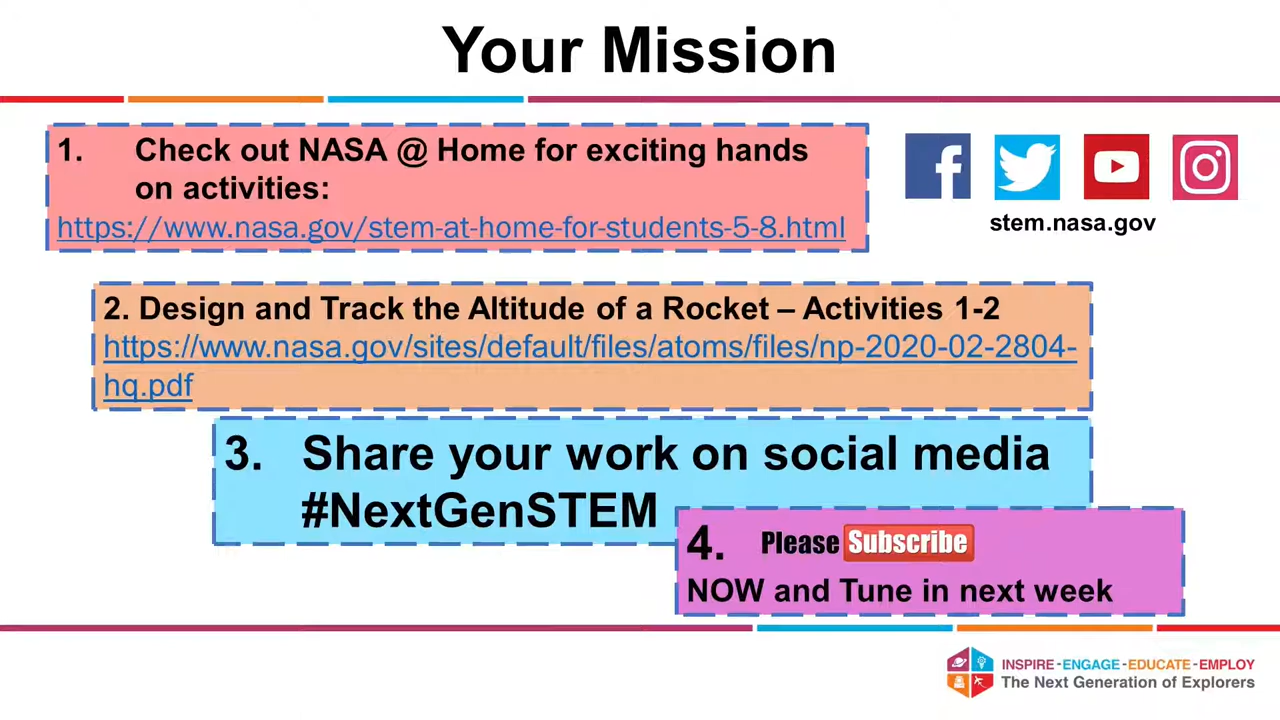 Your Mission
1. Check out NASA @ Home for exciting hands
on activities:
https://www.nasa.gov/stem-at-home-for-students-5-8.html
stem.nasa.gov
2. Design and Track the Altitude of a Rocket – Activities 1-2
https://www.nasa.gov/sites/default/files/atoms/files/np-2020-02-2804-
hq.pdf
3. Share your work on social media
#NextGenSTEM
4. Please Subscribe
NOW and Tune in next week
INSPIRE - ENGAGE - EDUCATE - EMPLOY
The Next Generation of Explorers